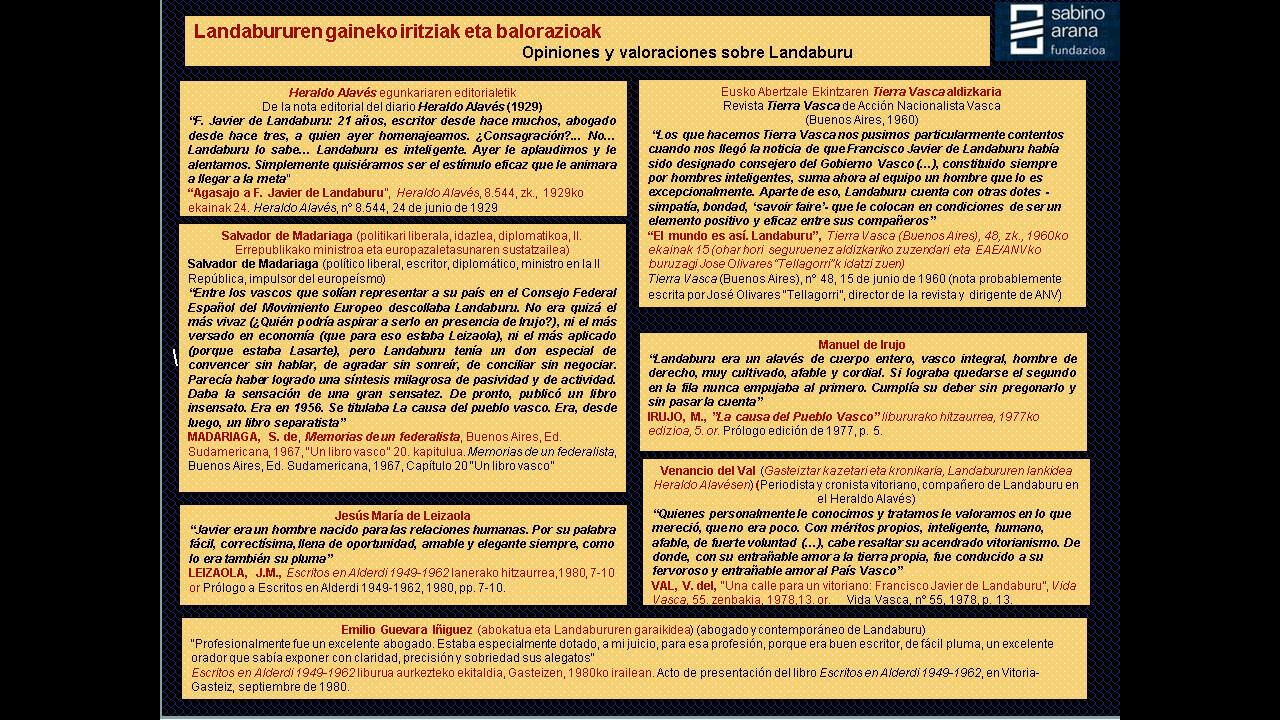 Landabururen gaineko iritziak eta balorazioak
Opiniones y valoraciones sobre Landaburu
sabino
arana
fundazioa
Heraldo Alavés egunkariaren editorialetik
De la nota editorial del diario Heraldo Alavés (1929)
“F. Javier de Landaburu: 21 años, escritor desde hace muchos, abogado
desde hace tres, a quien ayer homenajeamos. ¿Consagración?... No…
Landaburu lo sabe… Landaburu es inteligente. Ayer le aplaudimos y le
alentamos. Simplemente quisiéramos ser el estímulo eficaz que le animara
a llegar a la meta”
“Agasajo a F. Javier de Landaburu”, Heraldo Alavés, 8.544, zk., 1929ko
ekainak 24. Heraldo Alavés, nº 8.544, 24 de junio de 1929
Salvador de Madariaga (politikari liberala, idazlea, diplomatikoa, II.
Errepublikako ministroa eta europazaletasunaren sustatzailea)
Salvador de Madariaga (político liberal, escritor, diplomático, ministro en la II
República, impulsor del europeísmo)
“Entre los vascos que solían representar a su país en el Consejo Federal
Español del Movimiento Europeo descollaba Landaburu. No era quizá el
más vivaz (¿Quién podría aspirar a serlo en presencia de Irujo?), ni el más
versado en economía (que para eso estaba Leizaola), ni el más aplicado
(porque estaba Lasarte), pero Landaburu tenía un don especial de
convencer sin hablar, de agradar sin sonreír, de conciliar sin negociar.
Parecía haber logrado una síntesis milagrosa de pasividad y de actividad.
Daba la sensación de una gran sensatez. De pronto, publicó un libro
insensato. Era en 1956. Se titulaba La causa del pueblo vasco. Era, desde
luego, un libro separatista”
MADARIAGA, S. de, Memorias de un federalista, Buenos Aires, Ed.
Sudamericana, 1967, "Un libro vasco" 20. kapitulua. Memorias de un federalista,
Buenos Aires, Ed. Sudamericana, 1967, Capítulo 20 "Un libro vasco"
Jesús María de Leizaola
“Javier era un hombre nacido para las relaciones humanas. Por su palabra
fácil, correctísima, llena de oportunidad, amable y elegante siempre, como
lo era también su pluma”
LEIZAOLA, J.M., Escritos en Alderdi 1949-1962 lanerako hitzaurrea,1980, 7-10
or Prólogo a Escritos en Alderdi 1949-1962, 1980, pp. 7-10.
Eusko Abertzale Ekintzaren Tierra Vasca aldizkaria
Revista Tierra Vasca de Acción Nacionalista Vasca
(Buenos Aires, 1960)
“Los que hacemos Tierra Vasca nos pusimos particularmente contentos
cuando nos llegó la noticia de que Francisco Javier de Landaburu había
sido designado consejero del Gobierno Vasco (…), constituido siempre
por hombres inteligentes, suma ahora al equipo un hombre que lo es
excepcionalmente. Aparte de eso, Landaburu cuenta con otras dotes -
simpatía, bondad, ‘savoir faire’- que le colocan en condiciones de ser un
elemento positivo y eficaz entre sus compañeros”
“El mundo es así. Landaburu”, Tierra Vasca (Buenos Aires), 48, zk., 1960ko
ekainak 15 (ohar hori seguruenez aldizkariko zuzendari eta EAE/ANVko
buruzagi Jose Olivares "Tellagorri"k idatzi zuen)
Tierra Vasca (Buenos Aires), nº 48, 15 de junio de 1960 (nota probablemente
escrita por José Olivares "Tellagorri", director de la revista y dirigente de ANV)
Manuel de Irujo
“Landaburu era un alavés de cuerpo entero, vasco integral, hombre de
derecho, muy cultivado, afable y cordial. Si lograba quedarse el segundo
en la fila nunca empujaba al primero. Cumplía su deber sin pregonarlo y
sin pasar la cuenta”
IRUJO, M., "La causa del Pueblo Vasco" libururako hitzaurrea, 1977ko
edizioa, 5. or. Prólogo edición de 1977, p. 5.
Venancio del Val (Gasteiztar kazetari eta kronikaria, Landabururen lankidea
Heraldo Alavésen) (Periodista y cronista vitoriano, compañero de Landaburu en
el Heraldo Alavés)
“Quienes personalmente le conocimos y tratamos le valoramos en lo que
mereció, que no era poco. Con méritos propios, inteligente, humano,
afable, de fuerte voluntad (…), cabe resaltar su acendrado vitorianismo. De
donde, con su entrañable amor a la tierra propia, fue conducido a su
fervoroso y entrañable amor al País Vasco”
VAL, V. del, "Una calle para un vitoriano: Francisco Javier de Landaburu", Vida
Vasca, 55. zenbakia, 1978,13. or. Vida Vasca, nº 55, 1978, p. 13.
Emilio Guevara Iñiguez (abokatua eta Landabururen garaikidea) (abogado y contemporáneo de Landaburu)
"Profesionalmente fue un excelente abogado. Estaba especialmente dotado, a mi juicio, para esa profesión, porque era buen escritor, de fácil pluma, un excelente
orador que sabía exponer con claridad, precisión y sobriedad sus alegatos"
Escritos en Alderdi 1949-1962 liburua aurkezteko ekitaldia, Gasteizen, 1980ko irailean. Acto de presentación del libro Escritos en Alderdi 1949-1962, en Vitoria-
Gasteiz, septiembre de 1980.